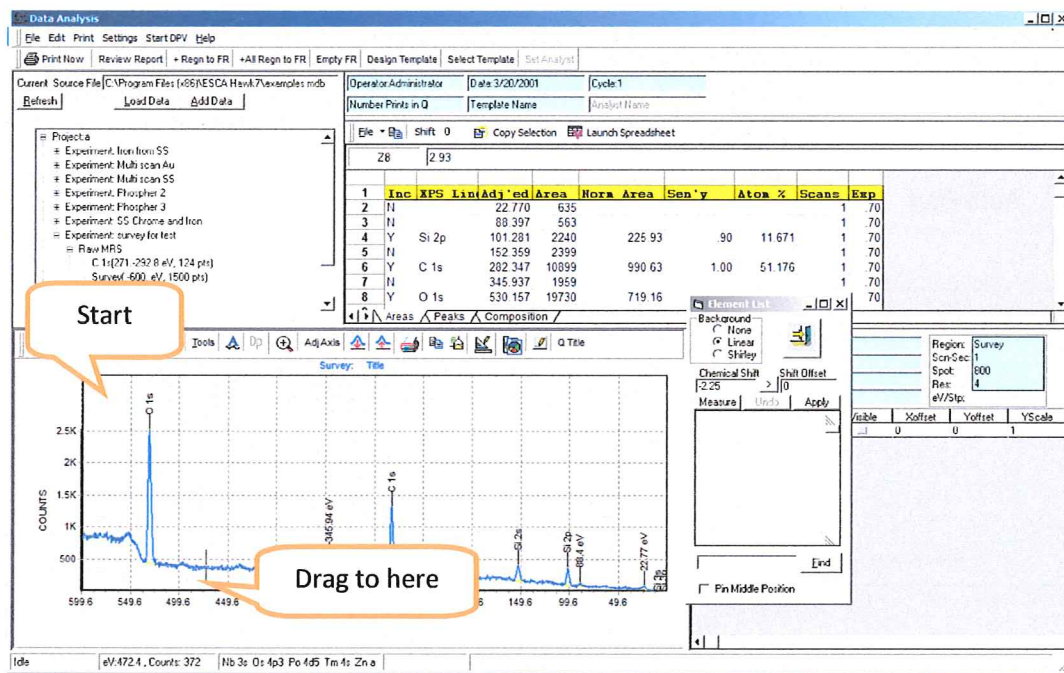 Data Analysis
File Edit Print Settings Start DPV Help
Print Now Review Report + Regn to FR +All Regn to FR Empty FR Design Template Select Template Set Analyst
Current Source File C:\Program Files (x86)\ESCA Hawk7\examples mdb
Refresh Load Data Add Data
Project:a
Experiment: Iron from SS
Experiment: Multi scan Au
Experiment: Multi scan SS
Experiment: Phospher 2
Experiment: Phospher 3
Experiment: SS Chrome and Iron
Experiment: survey for test
Raw MRS
C 1s(271 -292.8 eV, 124 pts)
Survey( -600, eV, 1500 pts)
Operator:Administrator Date:3/20/2001 Cycle:1
Number Prints in Q Template Name Analyst Name
File Shift 0 Copy Selection Launch Spreadsheet
Z8 2.93
1 Inc XPS Lin Adj'ed Area Norm Area Sen'y Atom % Scans Exp
2 N 22.770 635 1 .70
3 N 88.397 563 1 .70
4 Y Si 2p 101.281 2240 225.93 .90 11.671 1 .70
5 N 152.359 2399 1 .70
6 Y C 1s 282.347 10899 990.63 1.00 51.176 1 .70
7 N 345.937 1959 1 .70
8 Y O 1s 530.157 19730 719.16 70
Areas Peaks Composition
Start
Tools Dp Adj Axis Q Title
Survey: Title
O 1s
C 1s
-345.94 eV
Si 2s
Si 2p
-88.4 eV
-22.77 eV
2.5K
2K
1.5K
1K
500
COUNTS
599.6 549.6 499.6 449.6 149.6 99.6 49.6
Drag to here
Element List
Background
None
Linear
Shirley
Chemical Shift Shift Offset
-2.25 > 0
Measure Undo Apply
Find
Pin Middle Position
Region: Survey
Scn-Sec: 1
Spot: 800
Res: 4
eV/Stp:
Visible Xoffset Yoffset YScale
0 0 1
Idle eV:472.4 , Counts: 372 Nb 3s Os 4p3 Po 4d5 Tm 4s Zn a